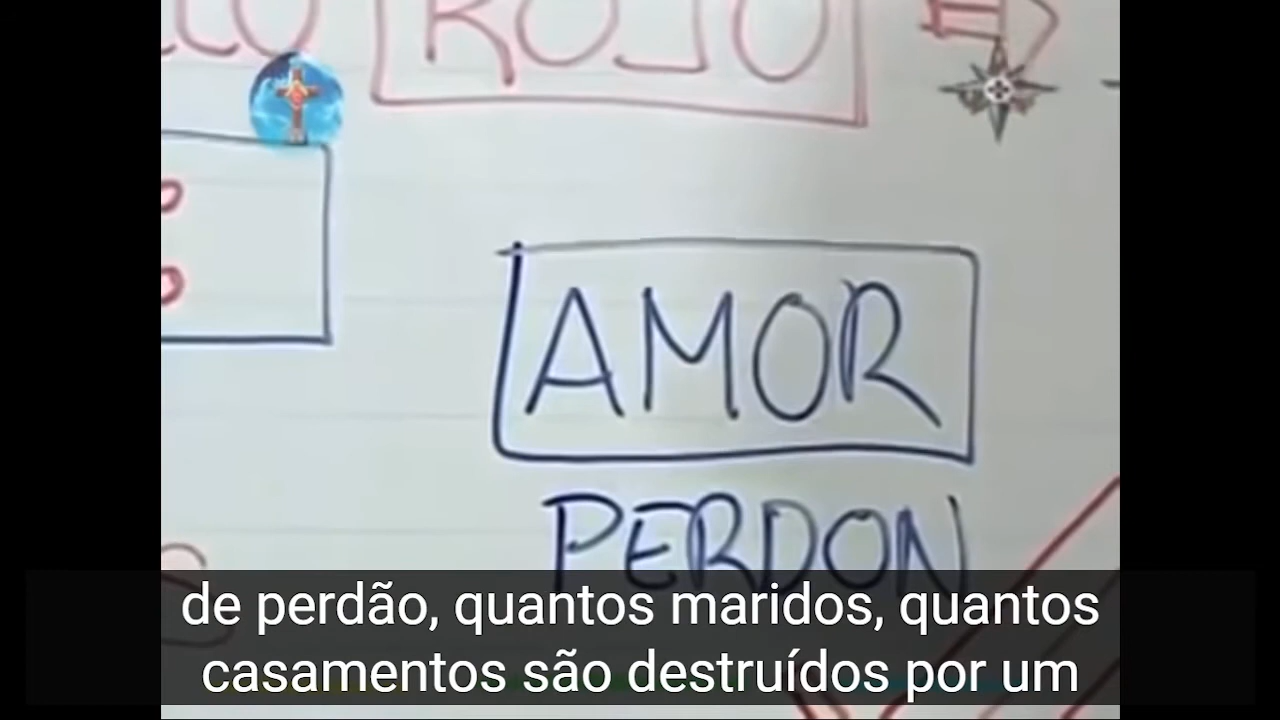 ROJO
AMOR
PERDON
de perdão, quantos maridos, quantos
casamentos são destruídos por um